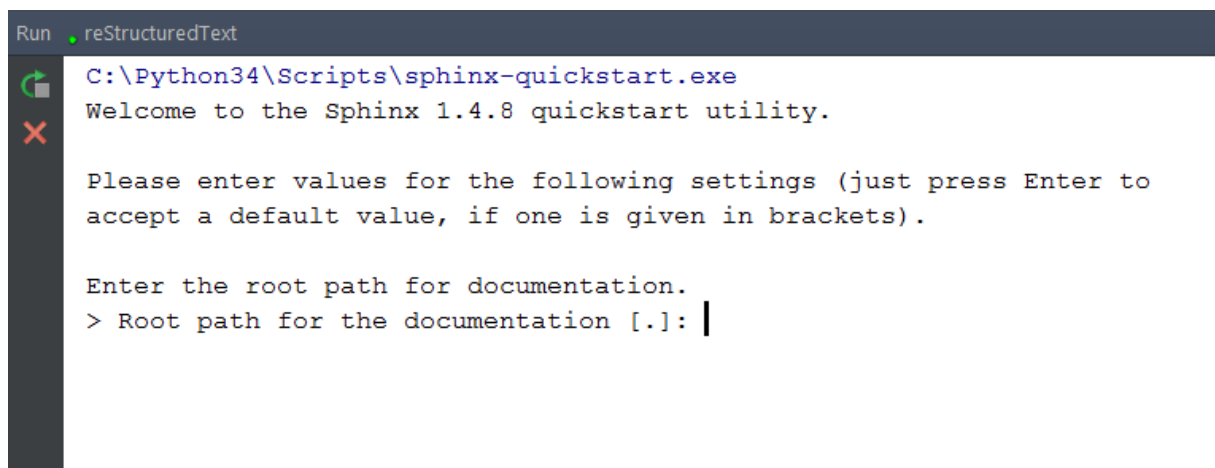 Run reStructuredText
C:\Python34\Scripts\sphinx-quickstart.exe
Welcome to the Sphinx 1.4.8 quickstart utility.
Please enter values for the following settings (just press Enter to
accept a default value, if one is given in brackets).
Enter the root path for documentation.
> Root path for the documentation [.]: